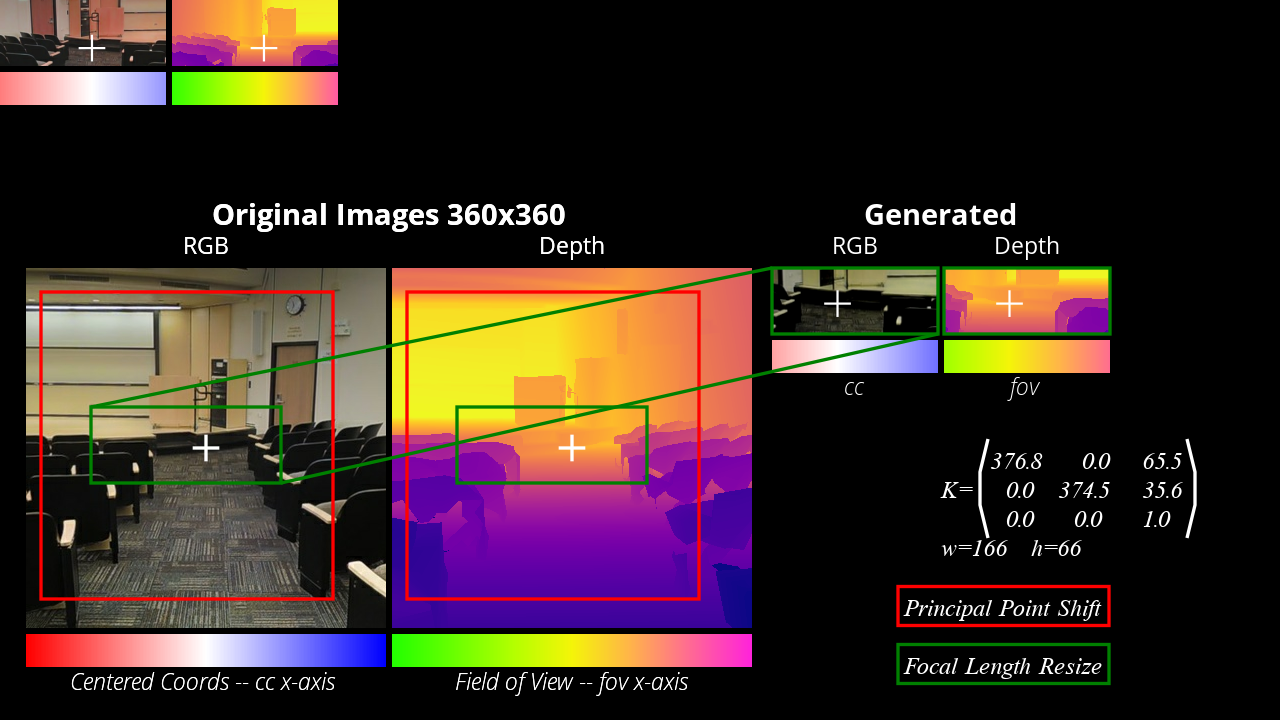 Original Images 360x360
Generated
RGB
Depth
RGB
Depth
cc
fov
K=
376.8 0.0 65.5
0.0 374.5 35.6
0.0 0.0 1.0
w=166 h=66
Principal Point Shift
Focal Length Resize
Centered Coords -- cc x-axis
Field of View -- fov x-axis